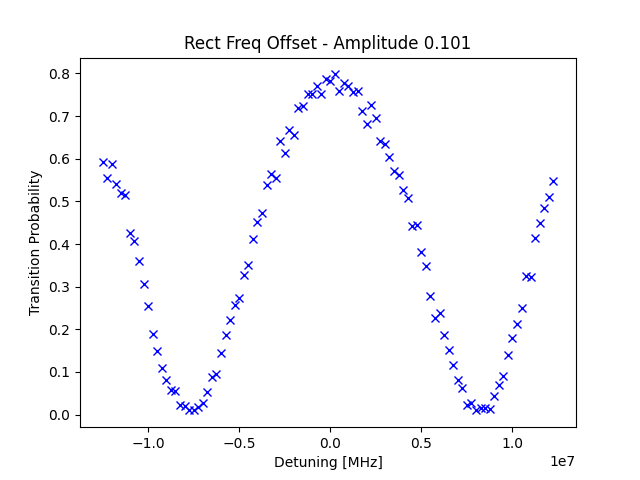 Rect Freq Offset - Amplitude 0.101
Transition Probability
0.8
0.7
0.6
0.5
0.4
0.3
0.2
0.1
0.0
−1.0 −0.5 0.0 0.5 1.0
1e7
Detuning [MHz]